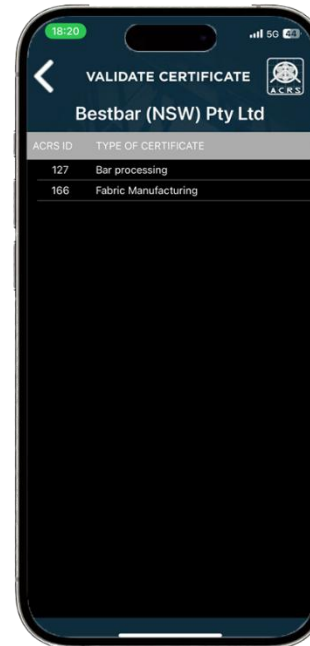 18:20
5G 44
VALIDATE CERTIFICATE
ACRS
Bestbar (NSW) Pty Ltd
ACRS ID TYPE OF CERTIFICATE
127 Bar processing
166 Fabric Manufacturing